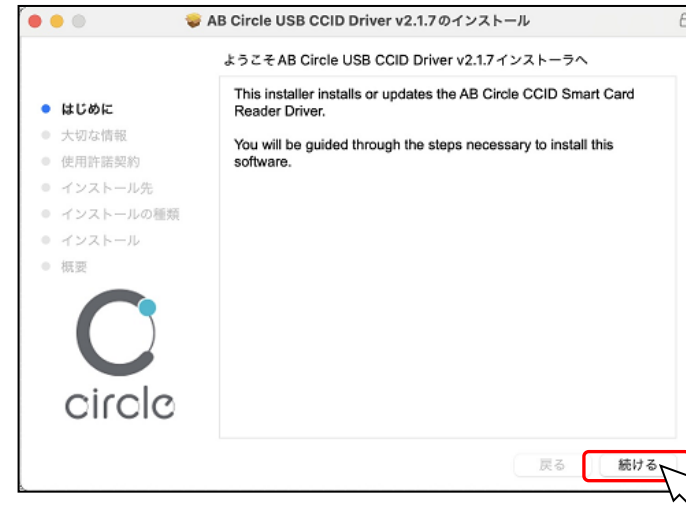 AB Circle USB CCID Driver v2.1.7のインストール
ようこそAB Circle USB CCID Driver v2.1.7インストーラへ
はじめに
大切な情報
使用許諾契約
インストール先
インストールの種類
インストール
概要
circle
This installer installs or updates the AB Circle CCID Smart Card
Reader Driver.
You will be guided through the steps necessary to install this
software.
戻る
続ける